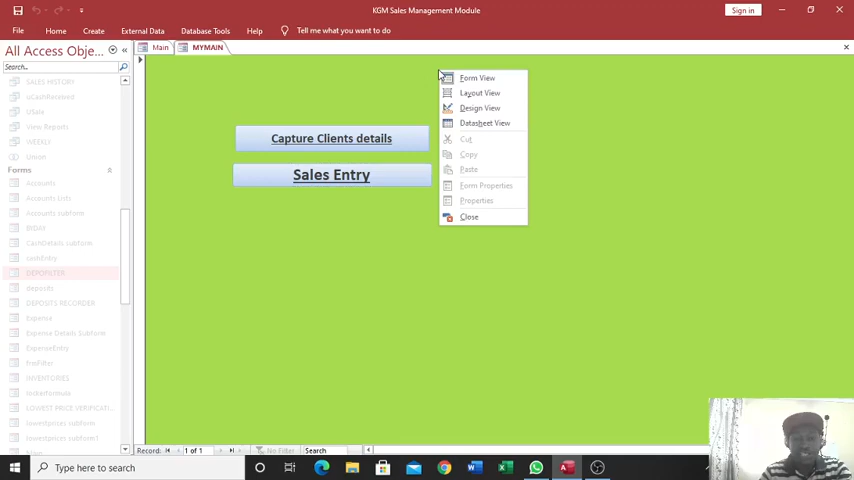 KGM Sales Management Module
Sign in
File
Home
Create
External Data
Database Tools
Help
Tell me what you want to do
All Access Obje...
Main
MYMAIN
Search...
SALES HISTORY
uCashReceived
USale
View Reports
WEEKLY
Union
Forms
Accounts
Accounts Lists
Accounts subform
BIDAY
CashDetails subform
cashEntry
DEPOFILTER
deposits
DEPOSITS RECORDER
Expense
Expense Details Subform
ExpenseEntry
frmFilter
INVENTORIES
lockerformula
LOWEST PRICE VERIFICATI...
lowestprices subform
lowestprices subform1
Capture Clients details
Sales Entry
Form View
Layout View
Design View
Datasheet View
Cut
Copy
Paste
Form Properties
Properties
Close
Record:
1 of 1
No Filter
Search
Type here to search